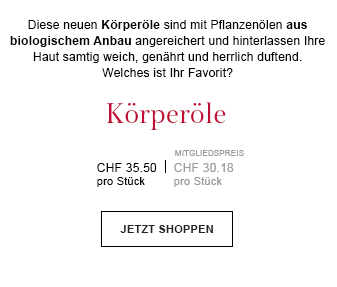 Diese neuen Körperöle sind mit Pflanzenölen aus
biologischem Anbau angereichert und hinterlassen Ihre
Haut samtig weich, genährt und herrlich duftend.
Welches ist Ihr Favorit?
Körperöle
MITGLIEDSPREIS
CHF 35.50 | CHF 30.18
pro Stück pro Stück
JETZT SHOPPEN